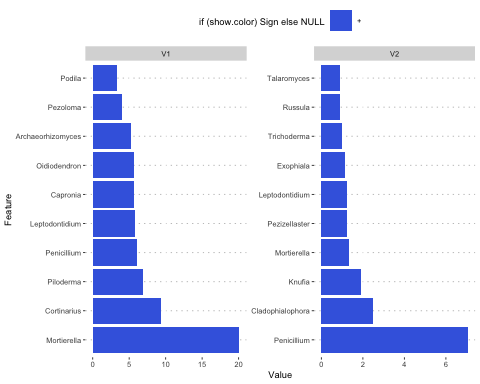 if (show.color) Sign else NULL +
V1 V2
Podila
Pezoloma
Archaeorhizomyces
Oidiodendron
Capronia
Leptodontidium
Penicillium
Piloderma
Cortinarius
Mortierella
Talaromyces
Russula
Trichoderma
Exophiala
Leptodontidium
Pezizellaster
Mortierella
Knufia
Cladophialophora
Penicillium
0 5 10 15 20
0 2 4 6
Feature
Value